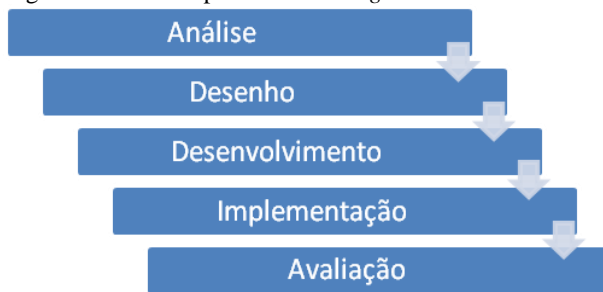 Análise
Desenho
Desenvolvimento
Implementação
Avaliação